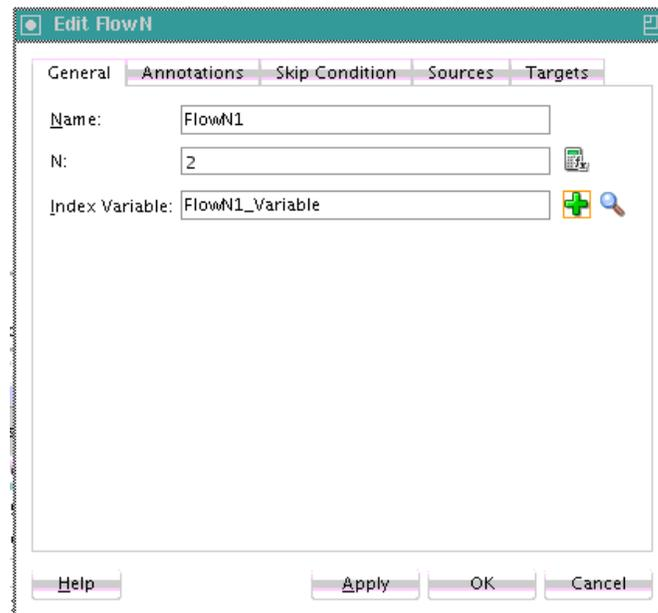 Edit FlowN
General Annotations Skip Condition Sources Targets
Name: FlowN1
N: 2
Index Variable: FlowN1_Variable
Help Apply OK Cancel